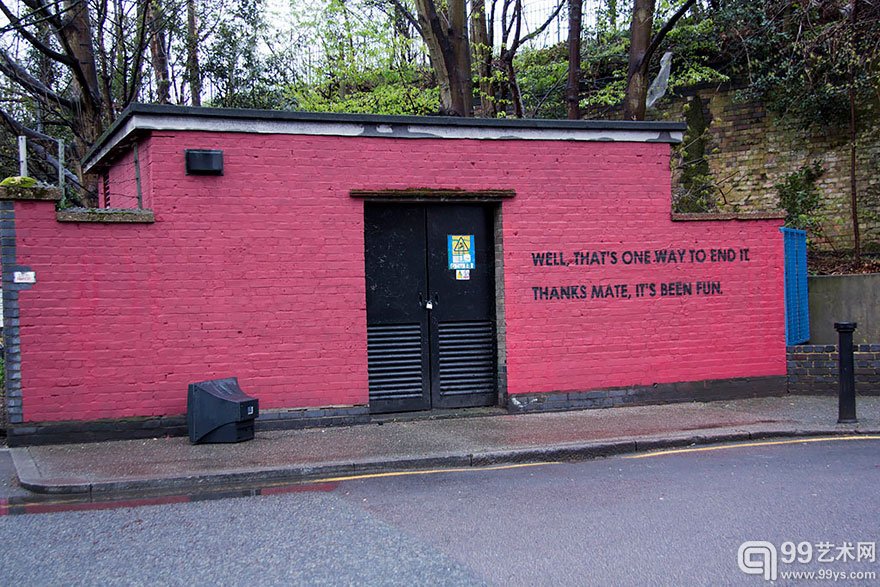 WELL, THAT'S ONE WAY TO END IT.
THANKS MATE, IT'S BEEN FUN.
99艺术网
www.99ys.com